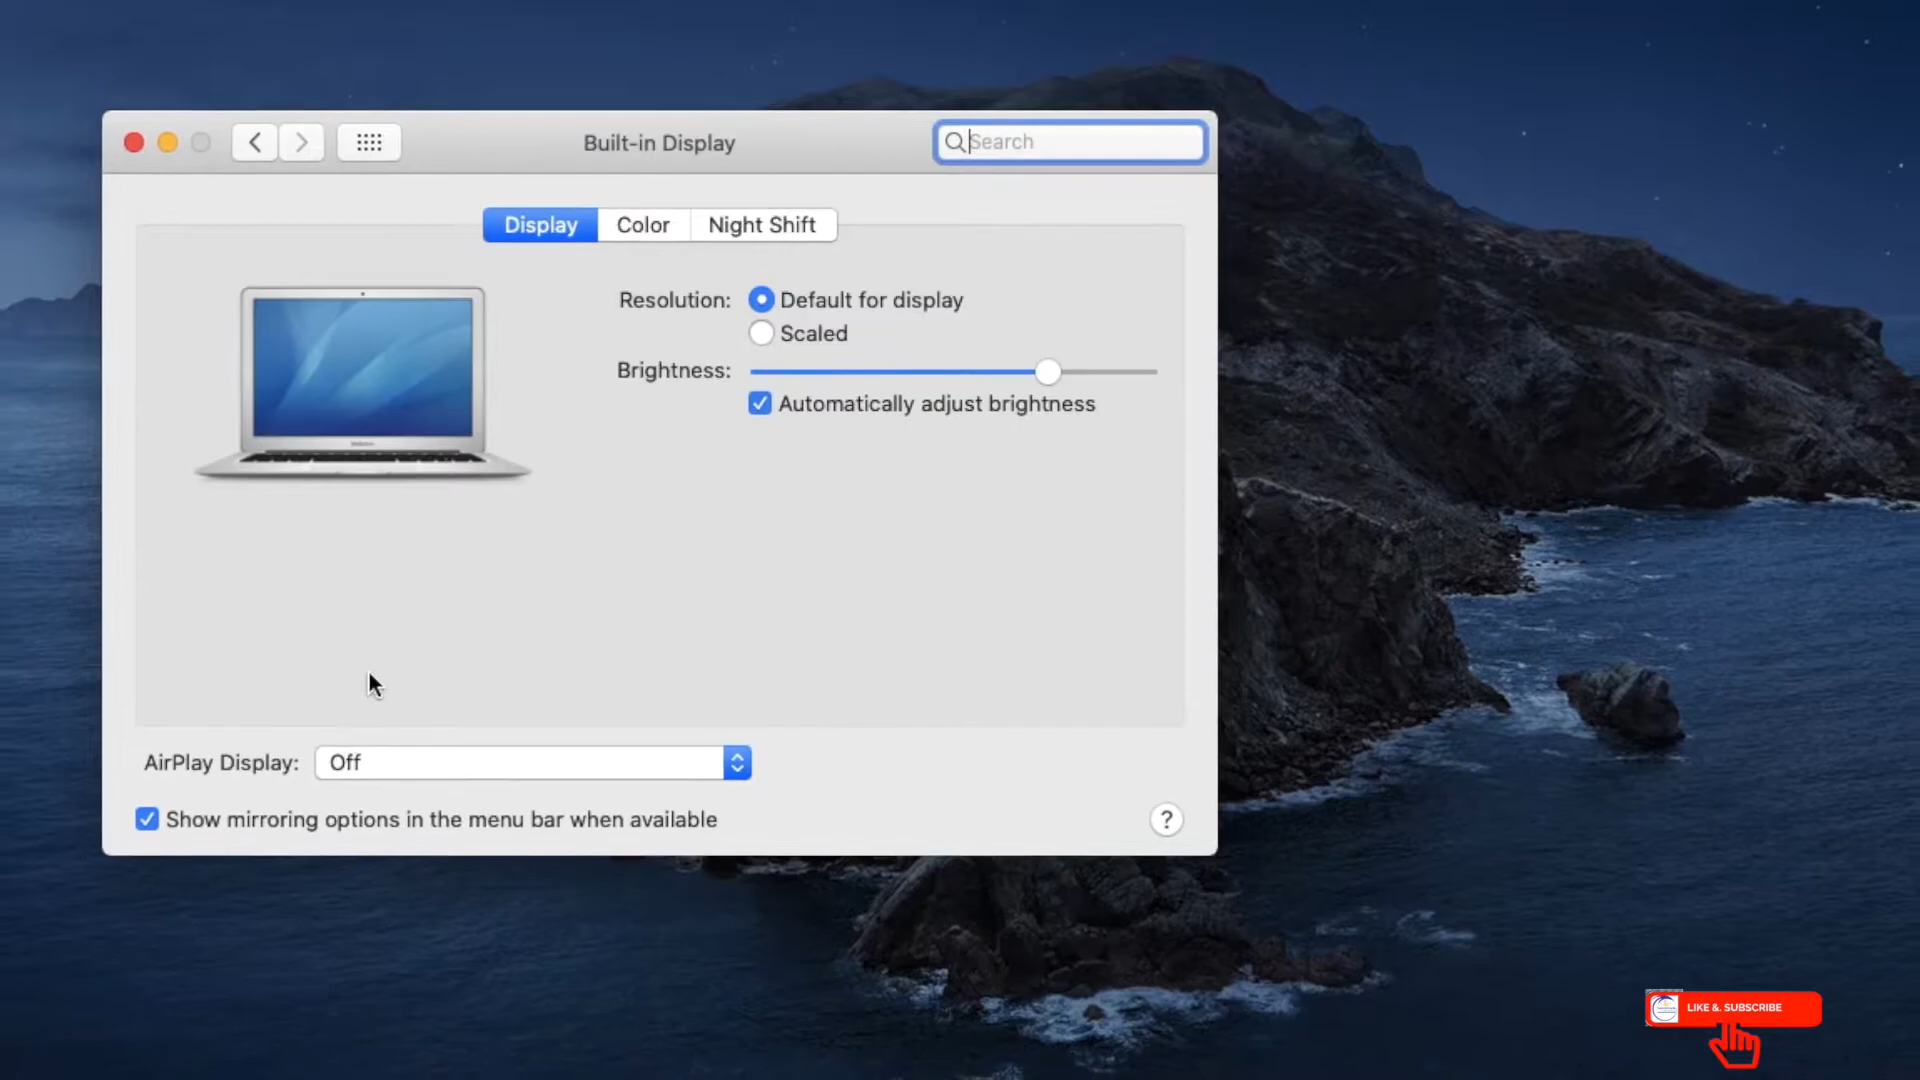 Built-in Display
Search
Display Color Night Shift
Resolution: Default for display
Scaled
Brightness:
Automatically adjust brightness
AirPlay Display: Off
Show mirroring options in the menu bar when available
?
LIKE & SUBSCRIBE